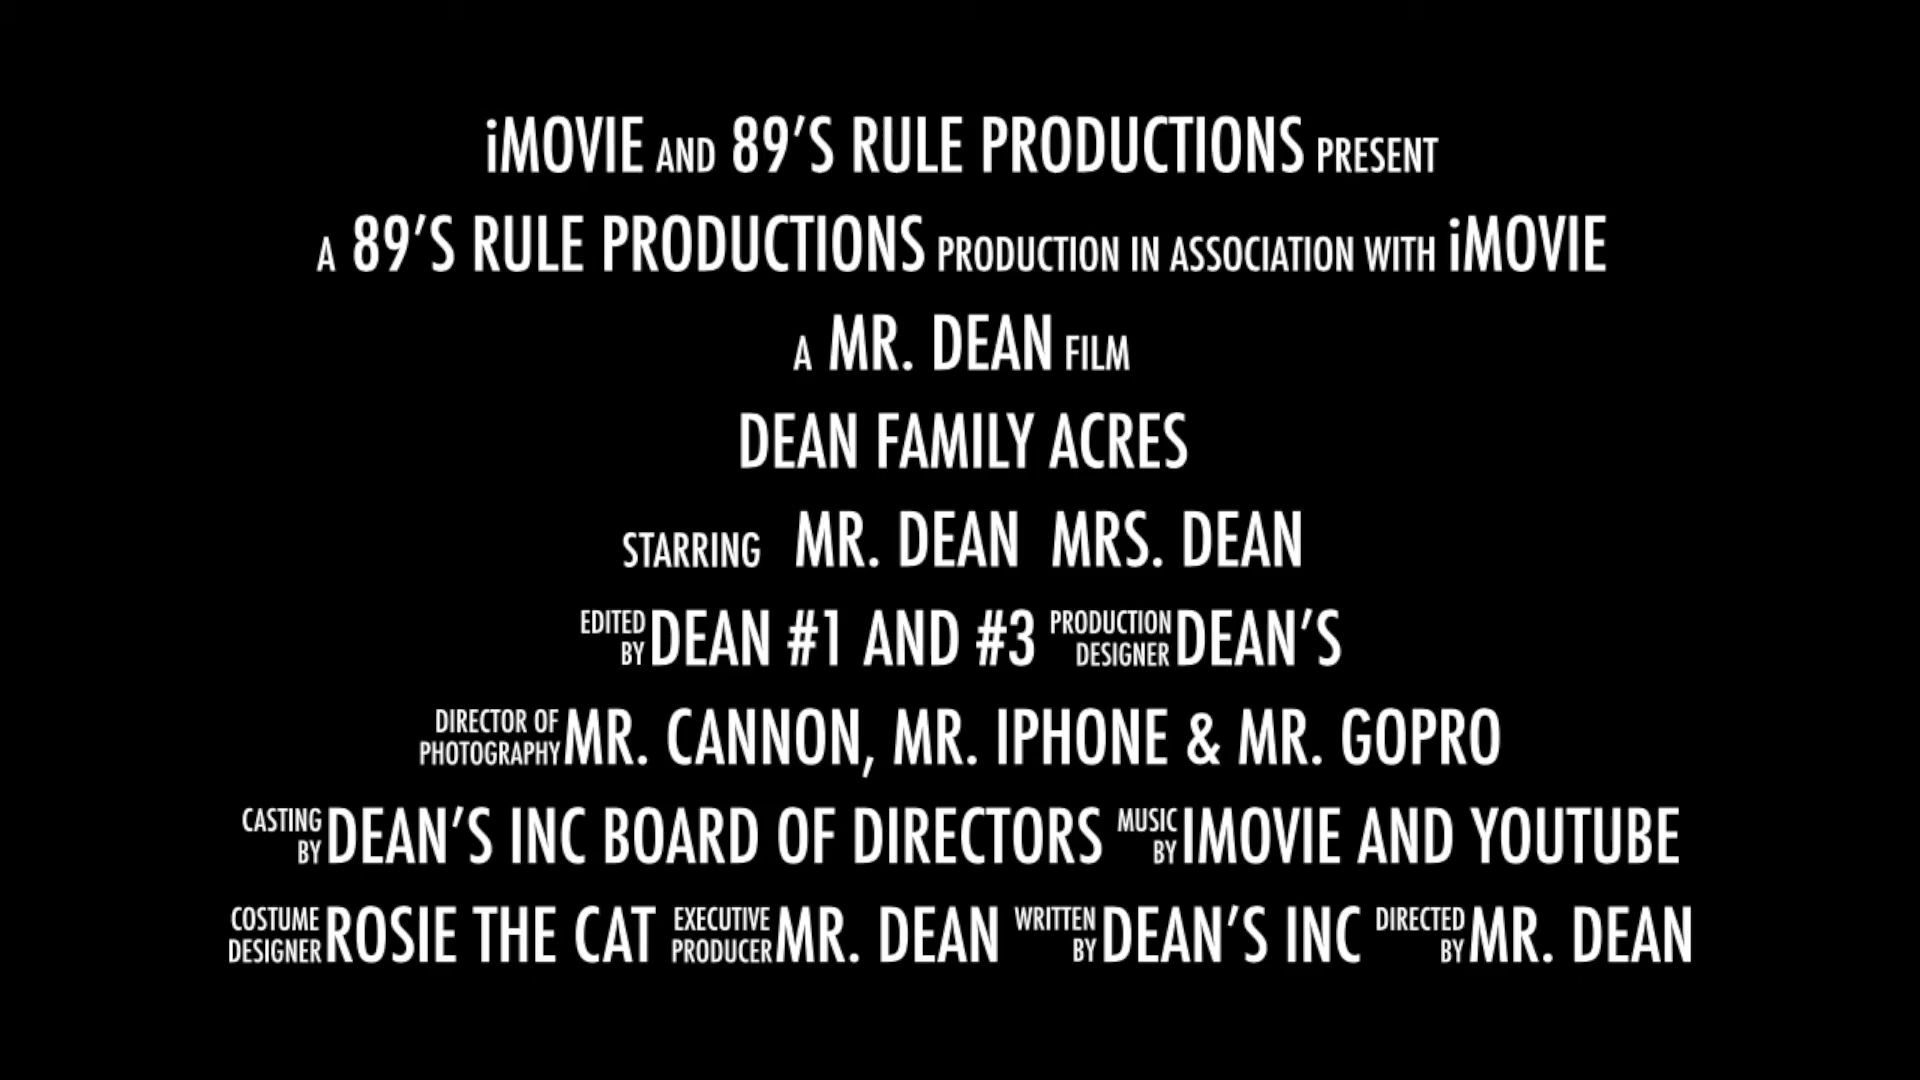 iMOVIE AND 89’S RULE PRODUCTIONS PRESENT
A 89’S RULE PRODUCTIONS PRODUCTION IN ASSOCIATION WITH iMOVIE
A MR. DEAN FILM
DEAN FAMILY ACRES
STARRING MR. DEAN MRS. DEAN
EDITED BY DEAN #1 AND #3 PRODUCTION DESIGNER DEAN’S
DIRECTOR OF PHOTOGRAPHY MR. CANNON, MR. IPHONE & MR. GOPRO
CASTING BY DEAN’S INC BOARD OF DIRECTORS MUSIC BY IMOVIE AND YOUTUBE
COSTUME DESIGNER ROSIE THE CAT EXECUTIVE PRODUCER MR. DEAN WRITTEN BY DEAN’S INC DIRECTED BY MR. DEAN